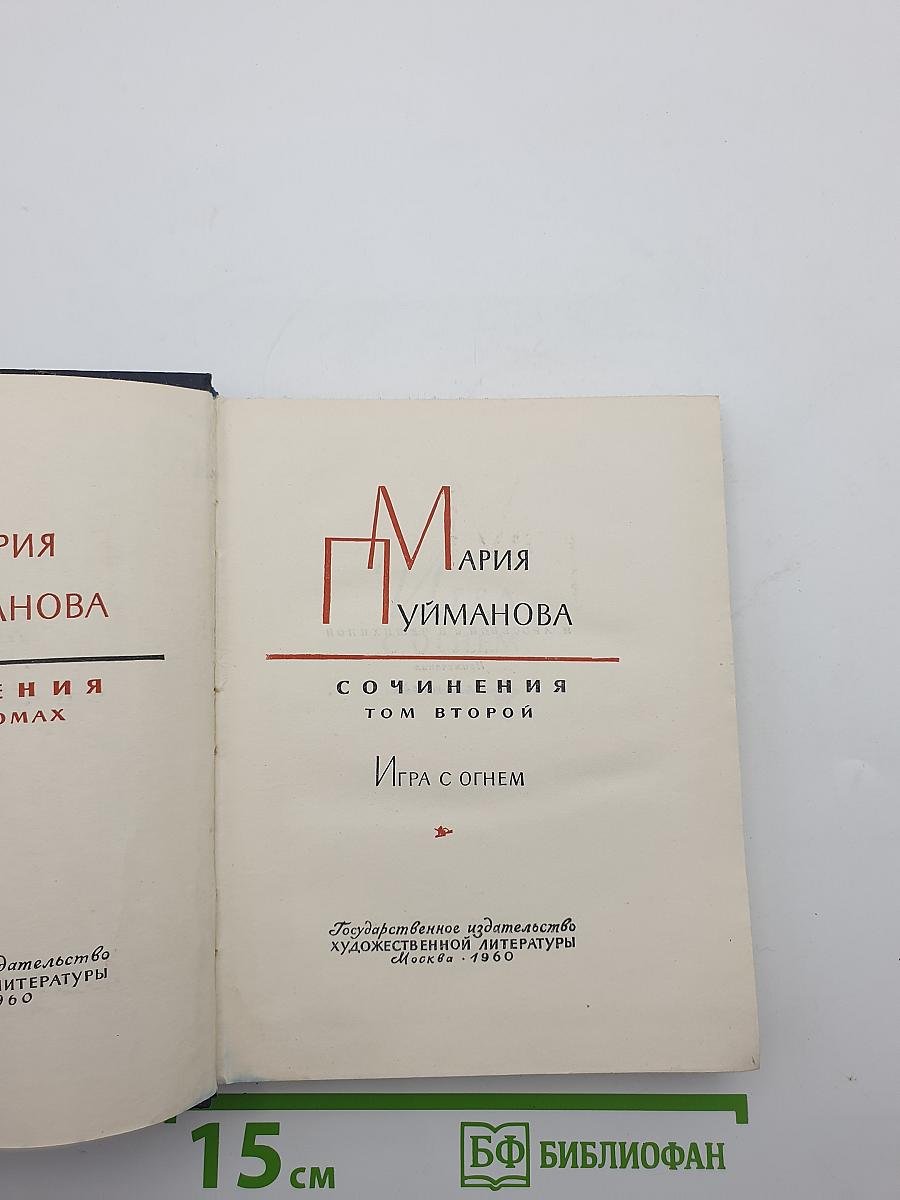 РИЯ
АНОВА
ЕНИЯ
ОМАХ
дательство
ИТЕРАТУРЫ
960
МАРИЯ
ПУЙМАНОВА
СОЧИНЕНИЯ
ТОМ ВТОРОЙ
ИГРА С ОГНЕМ
Государственное издательство
ХУДОЖЕСТВЕННОЙ ЛИТЕРАТУРЫ
Москва · 1960
15 см
БФ БИБЛИОФАН